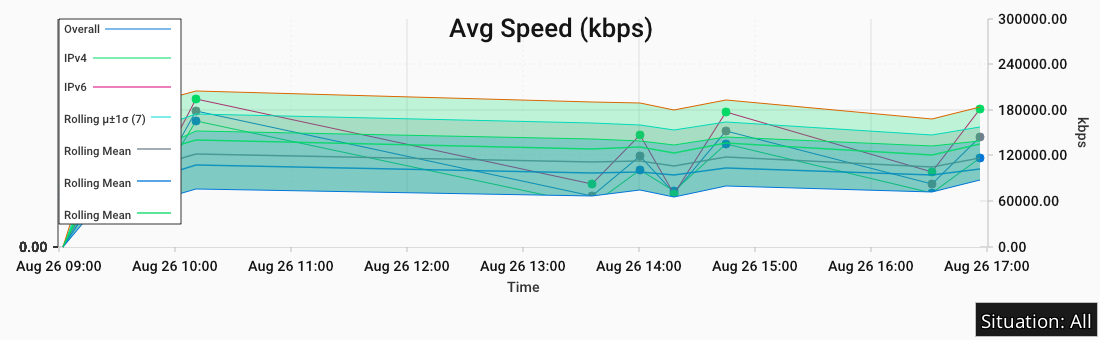 Avg Speed (kbps)
Overall
IPv4
IPv6
Rolling μ±1σ (7)
Rolling Mean
Rolling Mean
Rolling Mean
0.00
300000.00
240000.00
180000.00
120000.00
60000.00
0.00
kbps
Aug 26 09:00 Aug 26 10:00 Aug 26 11:00 Aug 26 12:00 Aug 26 13:00 Aug 26 14:00 Aug 26 15:00 Aug 26 16:00 Aug 26 17:00
Time
Situation: All